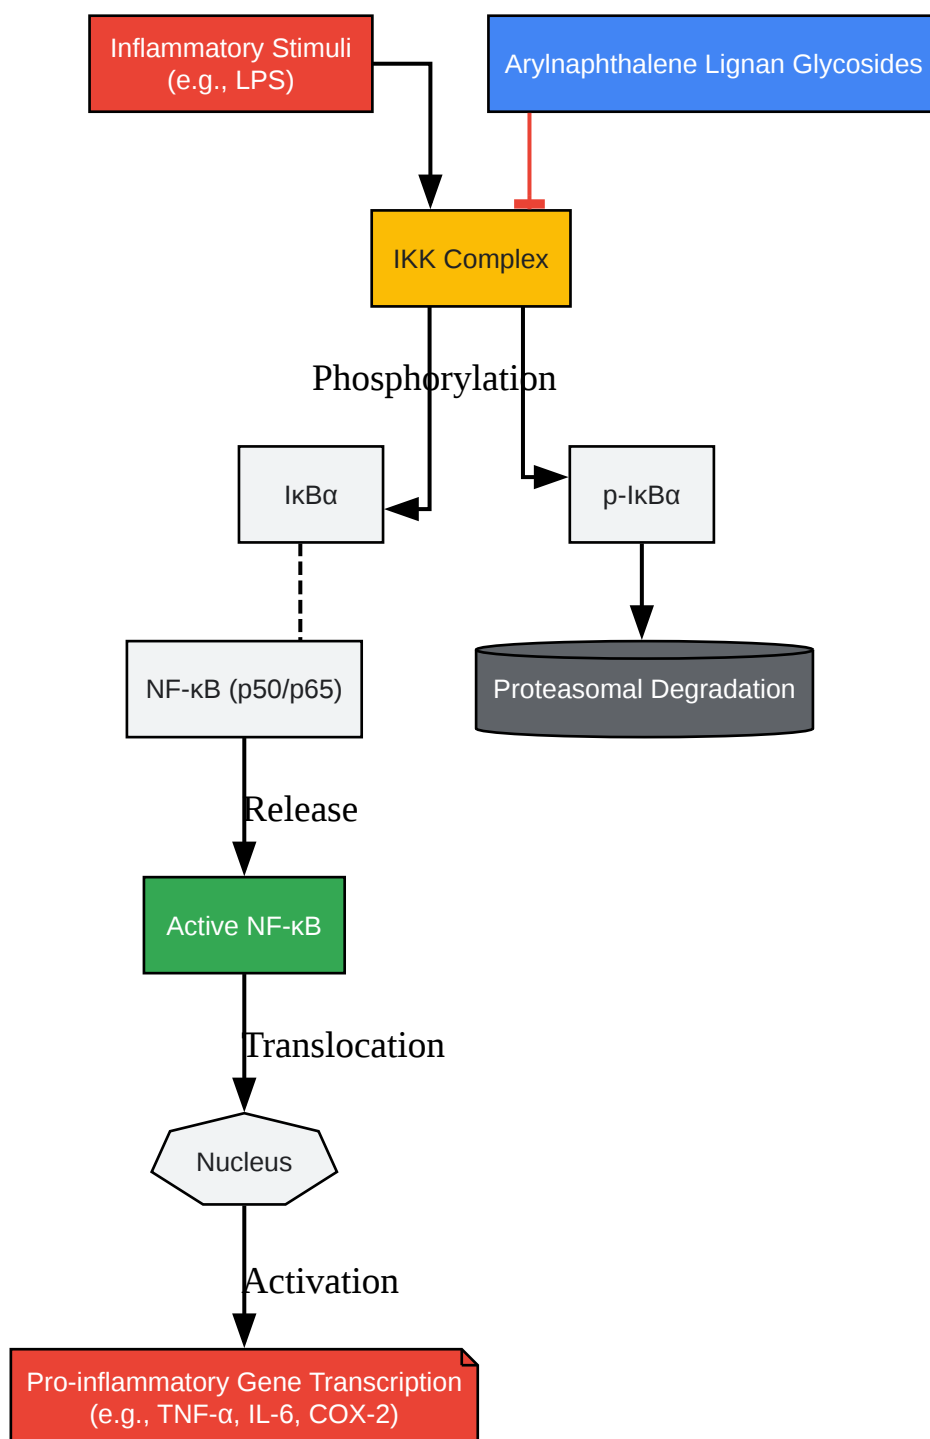 Inflammatory Stimuli
(e.g., LPS)
Arylnaphthalene Lignan Glycosides
IKK Complex
Phosphorylation
IκBα
p-IκBα
NF-κB (p50/p65)
Proteasomal Degradation
Release
Active NF-κB
Translocation
Nucleus
Activation
Pro-inflammatory Gene Transcription
(e.g., TNF-α, IL-6, COX-2)